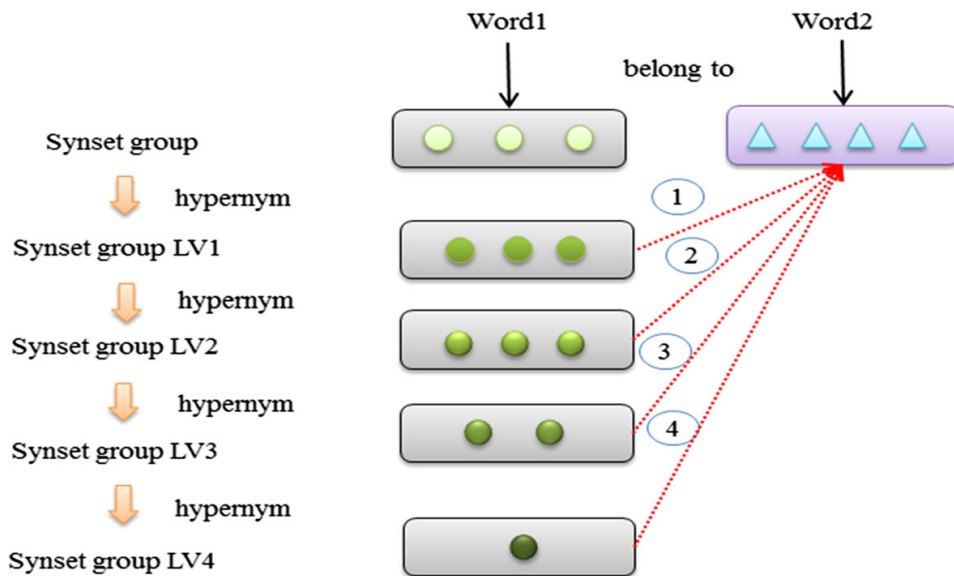 Word1
Word2
belong to
Synset group
hypernym
1
Synset group LV1
2
hypernym
Synset group LV2
3
hypernym
4
Synset group LV3
hypernym
Synset group LV4